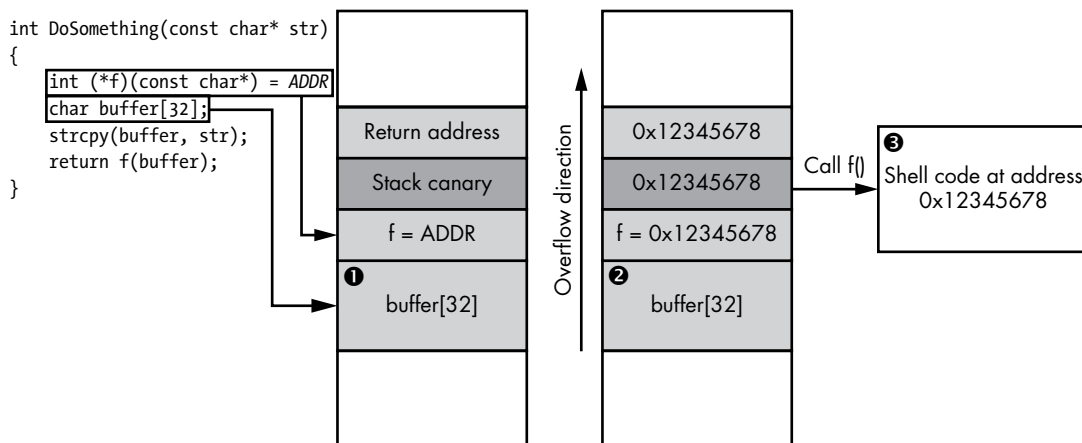 int DoSomething(const char* str)
{
int (*f)(const char*) = ADDR
char buffer[32];
strcpy(buffer, str);
return f(buffer);
}
Return address
Stack canary
f = ADDR
❶
buffer[32]
Overflow direction
0x12345678
0x12345678
f = 0x12345678
❷
buffer[32]
Call f()
❸
Shell code at address
0x12345678